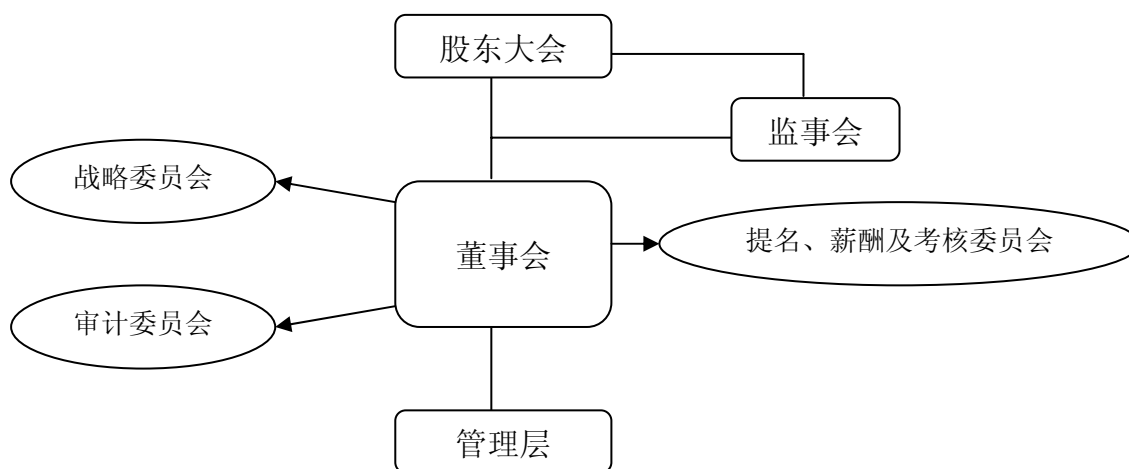 股东大会
监事会
战略委员会
董事会
提名、薪酬及考核委员会
审计委员会
管理层